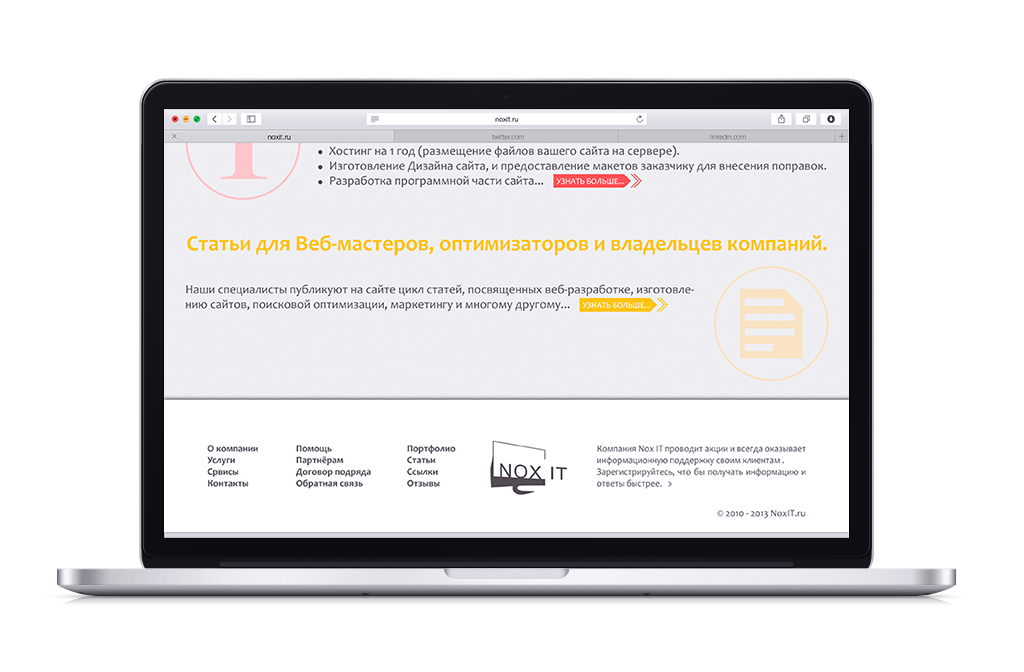 noxit.ru
noxit.ru
twitter.com
linkedin.com
• Хостинг на 1 год (размещение файлов вашего сайта на сервере).
• Изготовление Дизайна сайта, и предоставление макетов заказчику для внесения поправок.
• Разработка программной части сайта... УЗНАТЬ БОЛЬШЕ...
Статьи для Веб-мастеров, оптимизаторов и владельцев компаний.
Наши специалисты публикуют на сайте цикл статей, посвященных веб-разработке, изготовле-
нию сайтов, поисковой оптимизации, маркетингу и многому другому... УЗНАТЬ БОЛЬШЕ...
О компании
Услуги
Срвисы
Контакты
Помощь
Партнёрам
Договор подряда
Обратная связь
Портфолио
Статьи
Ссылки
Отзывы
NOX IT
Компания Nox IT проводит акции и всегда оказывает
информационную поддержку своим клиентам .
Зарегистрируйтесь, что бы получать информацию и
ответы быстрее. >
© 2010 - 2013 NoxIT.ru